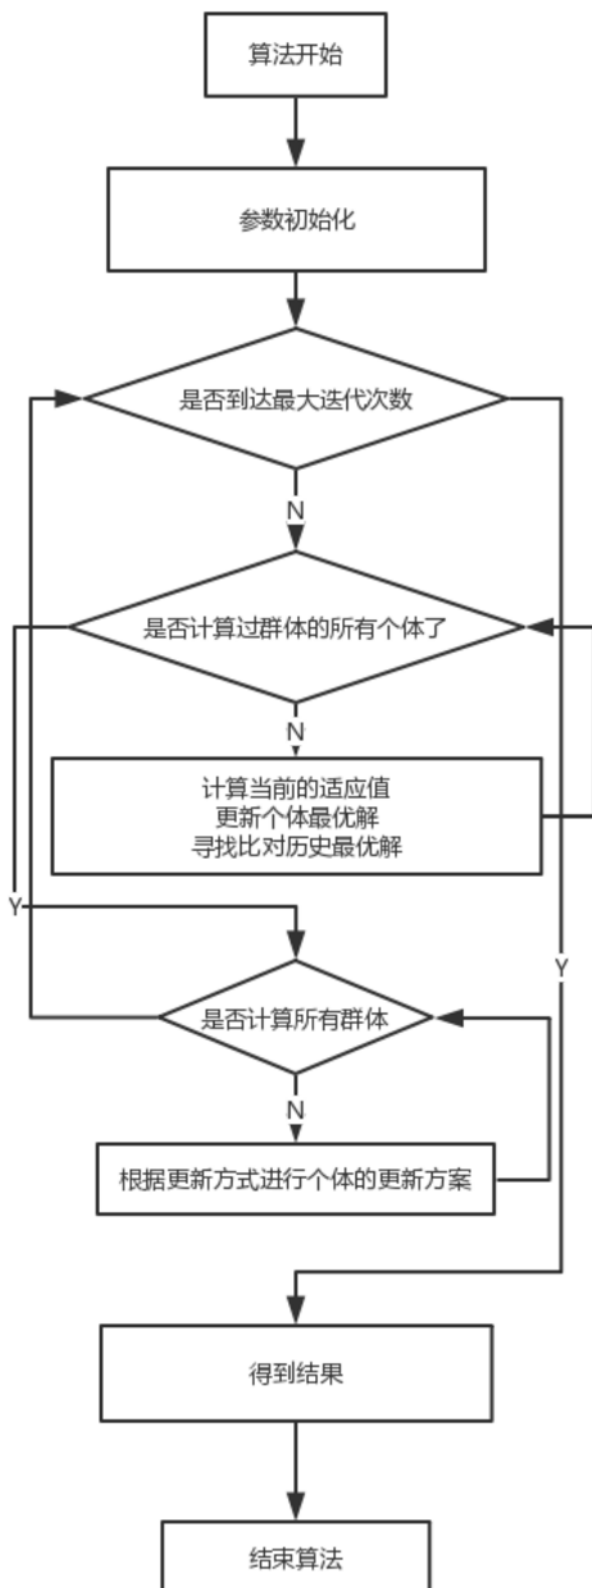 算法开始
参数初始化
是否到达最大迭代次数
N
是否计算过群体的所有个体了
N
计算当前的适应值
更新个体最优解
寻找比对历史最优解
Y
Y
是否计算所有群体
N
根据更新方式进行个体的更新方案
得到结果
结束算法